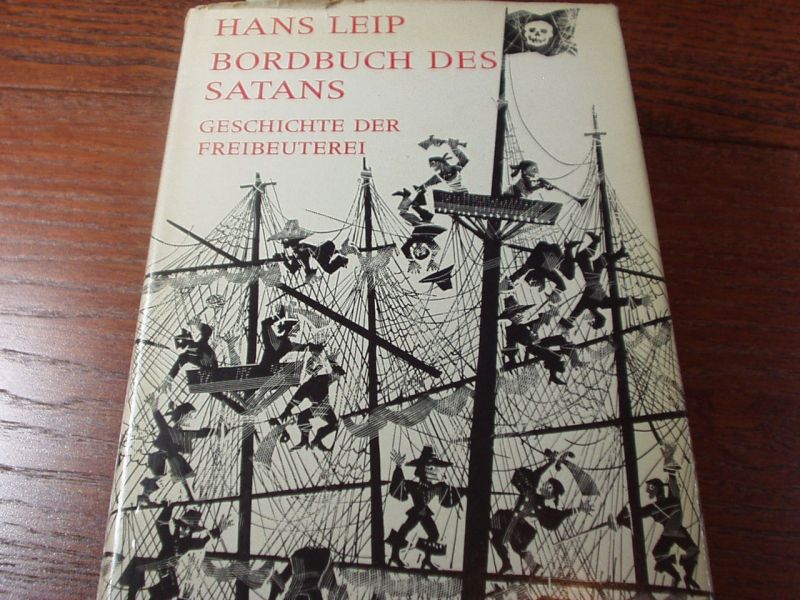 HANS LEIP
BORDBUCH DES
SATANS
GESCHICHTE DER
FREIBEUTEREI